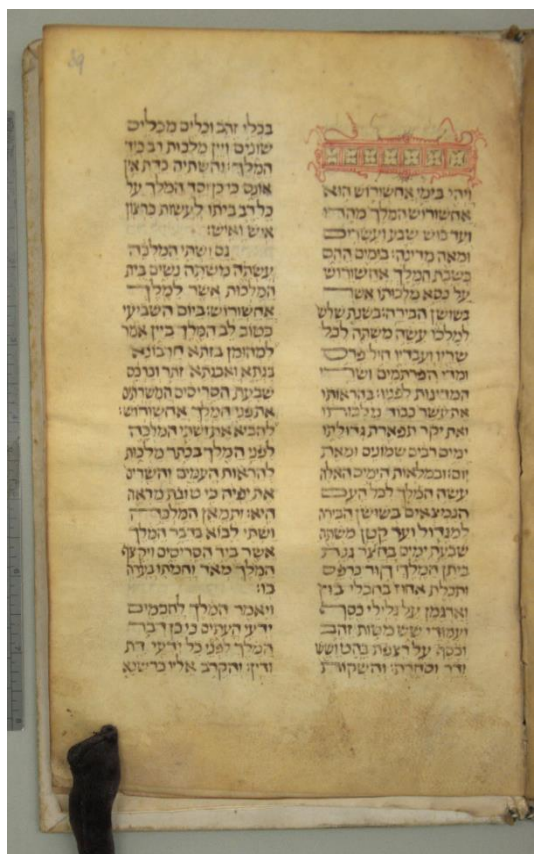 ויהי בימי אחשורוש הוא
אחשורוש המלך מהדו
ועד כוש שבע ועשרים
ומאה מדינה: בימים ההם
כשבת המלך אחשורוש
על כסא מלכותו אשר
בשושן הבירה: בשנת שלש
למלכו עשה משתה לכל
שריו ועבדיו חיל פרס
ומדי הפרתמים ושרי
המדינות לפניו: בהראותו
את עשר כבוד מלכותו
ואת יקר תפארת גדולתו
ימים רבים שמונים ומאת
יום: ובמלאות הימים האלה
עשה המלך לכל העם
הנמצאים בשושן הבירה
למגדול ועד קטן משתה
שבעת ימים בחצר גנת
ביתן המלך: חור כרפס
ותכלת אחוז בחבלי בוץ
וארגמן על גלילי כסף
ועמודי שש מטות זהב
וכסף על רצפת בהט ושש
ודר וסחרת: והשקות
בכלי זהב וכלים מכלים
שונים ויין מלכות רב כיד
המלך: והשתיה כדת אין
אונס כי כן יסד המלך על
כל רב ביתו לעשות כרצון
איש ואיש:
גם ושתי המלכה
עשתה משתה נשים בית
המלכות אשר למלך
אחשורוש: ביום השביעי
כטוב לב המלך ביין אמר
למהומן בזתא חרבונא
בגתא ואבגתא זתר וכרכס
שבעת הסריסים המשרתים
את פני המלך אחשורוש:
להביא את ושתי המלכה
לפני המלך בכתר מלכות
להראות העמים והשרים
את יפיה כי טובת מראה
היא: ותמאן המלכה
ושתי לבוא בדבר המלך
אשר ביד הסריסים ויקצף
המלך מאד וחמתו בערה
בו:
ויאמר המלך לחכמים
ידעי העתים כי כן דבר
המלך לפני כל ידעי דת
ודין: והקרב אליו כרשנא